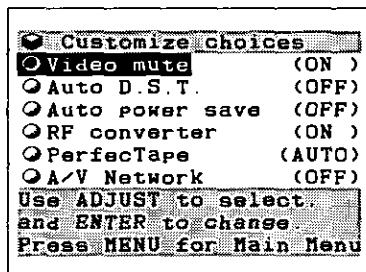 Customize choices
Video mute (ON )
Auto D.S.T. (OFF)
Auto power save (OFF)
RF converter (ON )
PerfecTape (AUTO)
A/V Network (OFF)
Use ADJUST to select.
and ENTER to change.
Press MENU for Main Menu